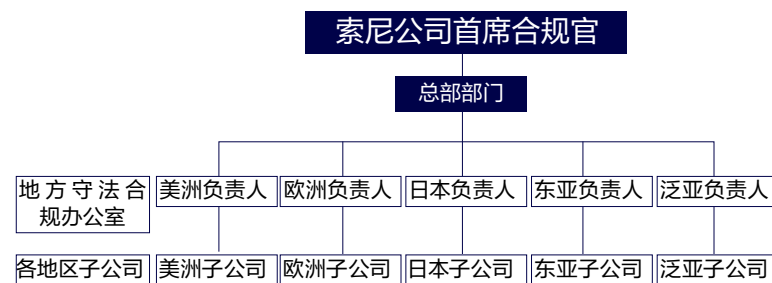 索尼公司首席合规官
总部部门
地方守法合
规办公室
美洲负责人
欧洲负责人
日本负责人
东亚负责人
泛亚负责人
各地区子公司
美洲子公司
欧洲子公司
日本子公司
东亚子公司
泛亚子公司